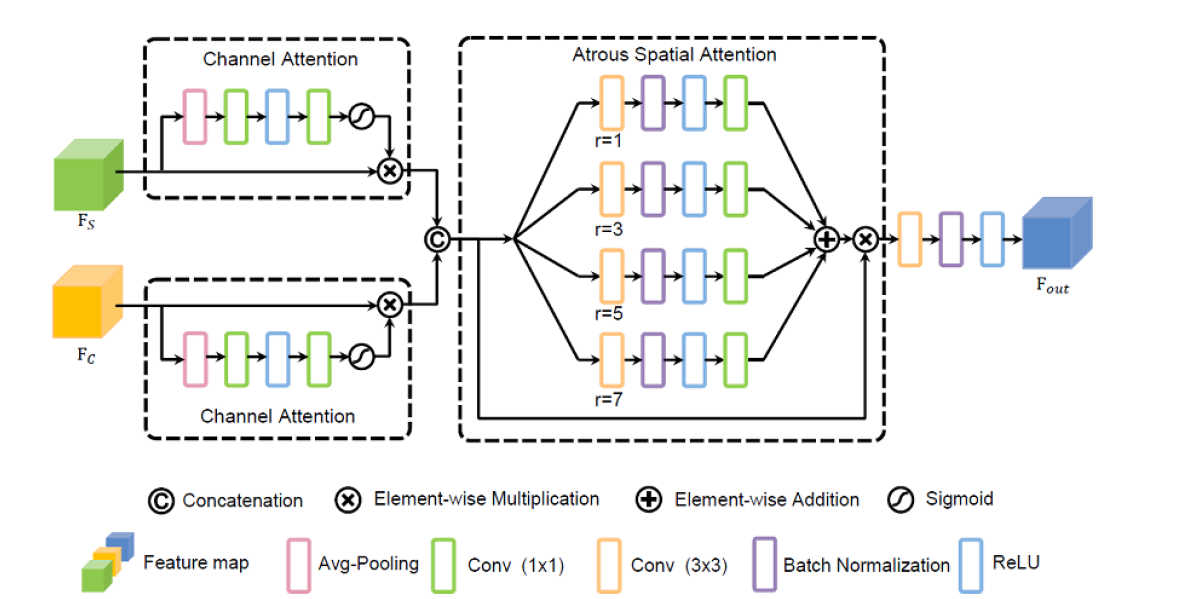 Channel Attention
Atrous Spatial Attention
r=1
F_S
r=3
C
F_out
r=5
F_C
r=7
Channel Attention
C Concatenation
Element-wise Multiplication
Element-wise Addition
Sigmoid
Feature map
Avg-Pooling
Conv (1x1)
Conv (3x3)
Batch Normalization
ReLU